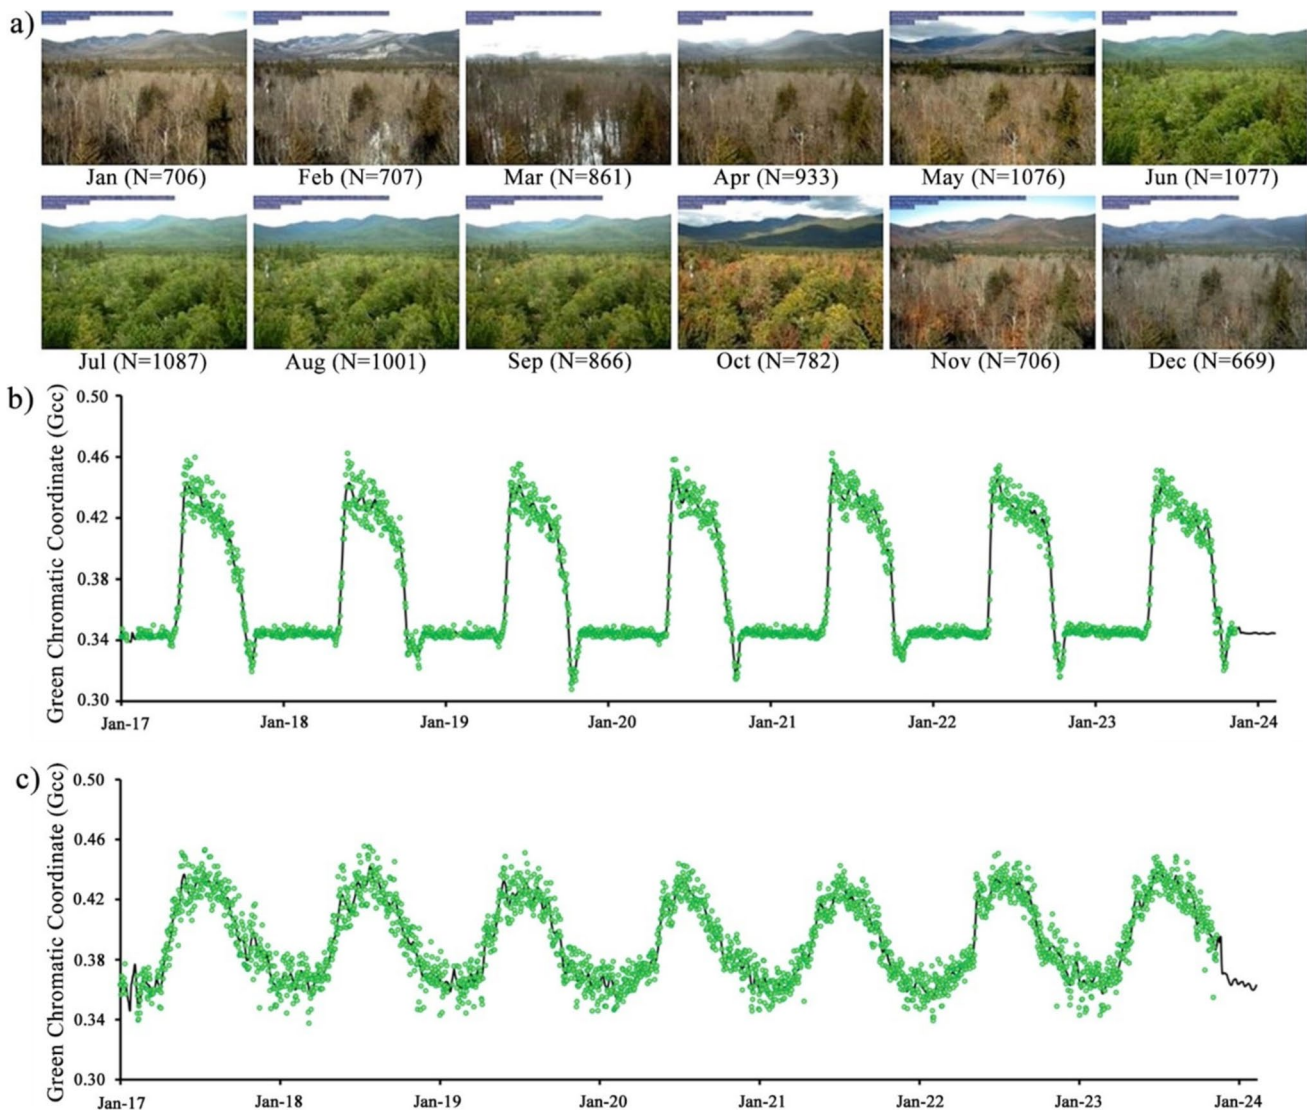 a)
Jan (N=706) Feb (N=707) Mar (N=861) Apr (N=933) May (N=1076) Jun (N=1077)
Jul (N=1087) Aug (N=1001) Sep (N=866) Oct (N=782) Nov (N=706) Dec (N=669)
b)
Green Chromatic Coordinate (Gcc)
0.50
0.46
0.42
0.38
0.34
0.30
Jan-17 Jan-18 Jan-19 Jan-20 Jan-21 Jan-22 Jan-23 Jan-24
c)
Green Chromatic Coordinate (Gcc)
0.50
0.46
0.42
0.38
0.34
0.30
Jan-17 Jan-18 Jan-19 Jan-20 Jan-21 Jan-22 Jan-23 Jan-24